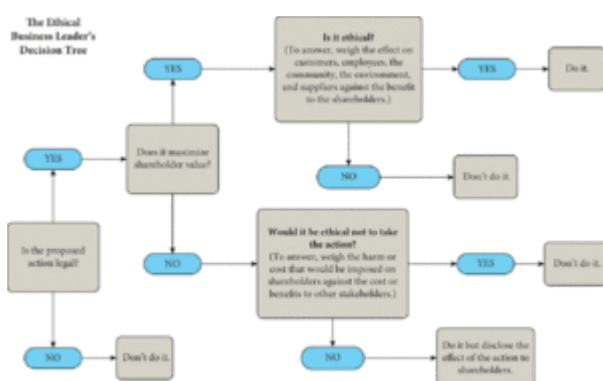 The Ethical
Business Leader's
Decision Tree
Is the proposed
action legal?
YES
NO
Don't do it.
Does it maximize
shareholder value?
YES
NO
Is it ethical?
(To answer, weigh the effect on
customers, employees, the
community, the environment,
and suppliers against the benefit
to the shareholders.)
YES
Do it.
NO
Don't do it.
Would it be ethical not to take
the action?
(To answer, weigh the harm or
cost that would be imposed on
shareholders against the cost or
benefits to other stakeholders.)
YES
Don't do it.
NO
Do it but disclose the
effect of the action to
shareholders.